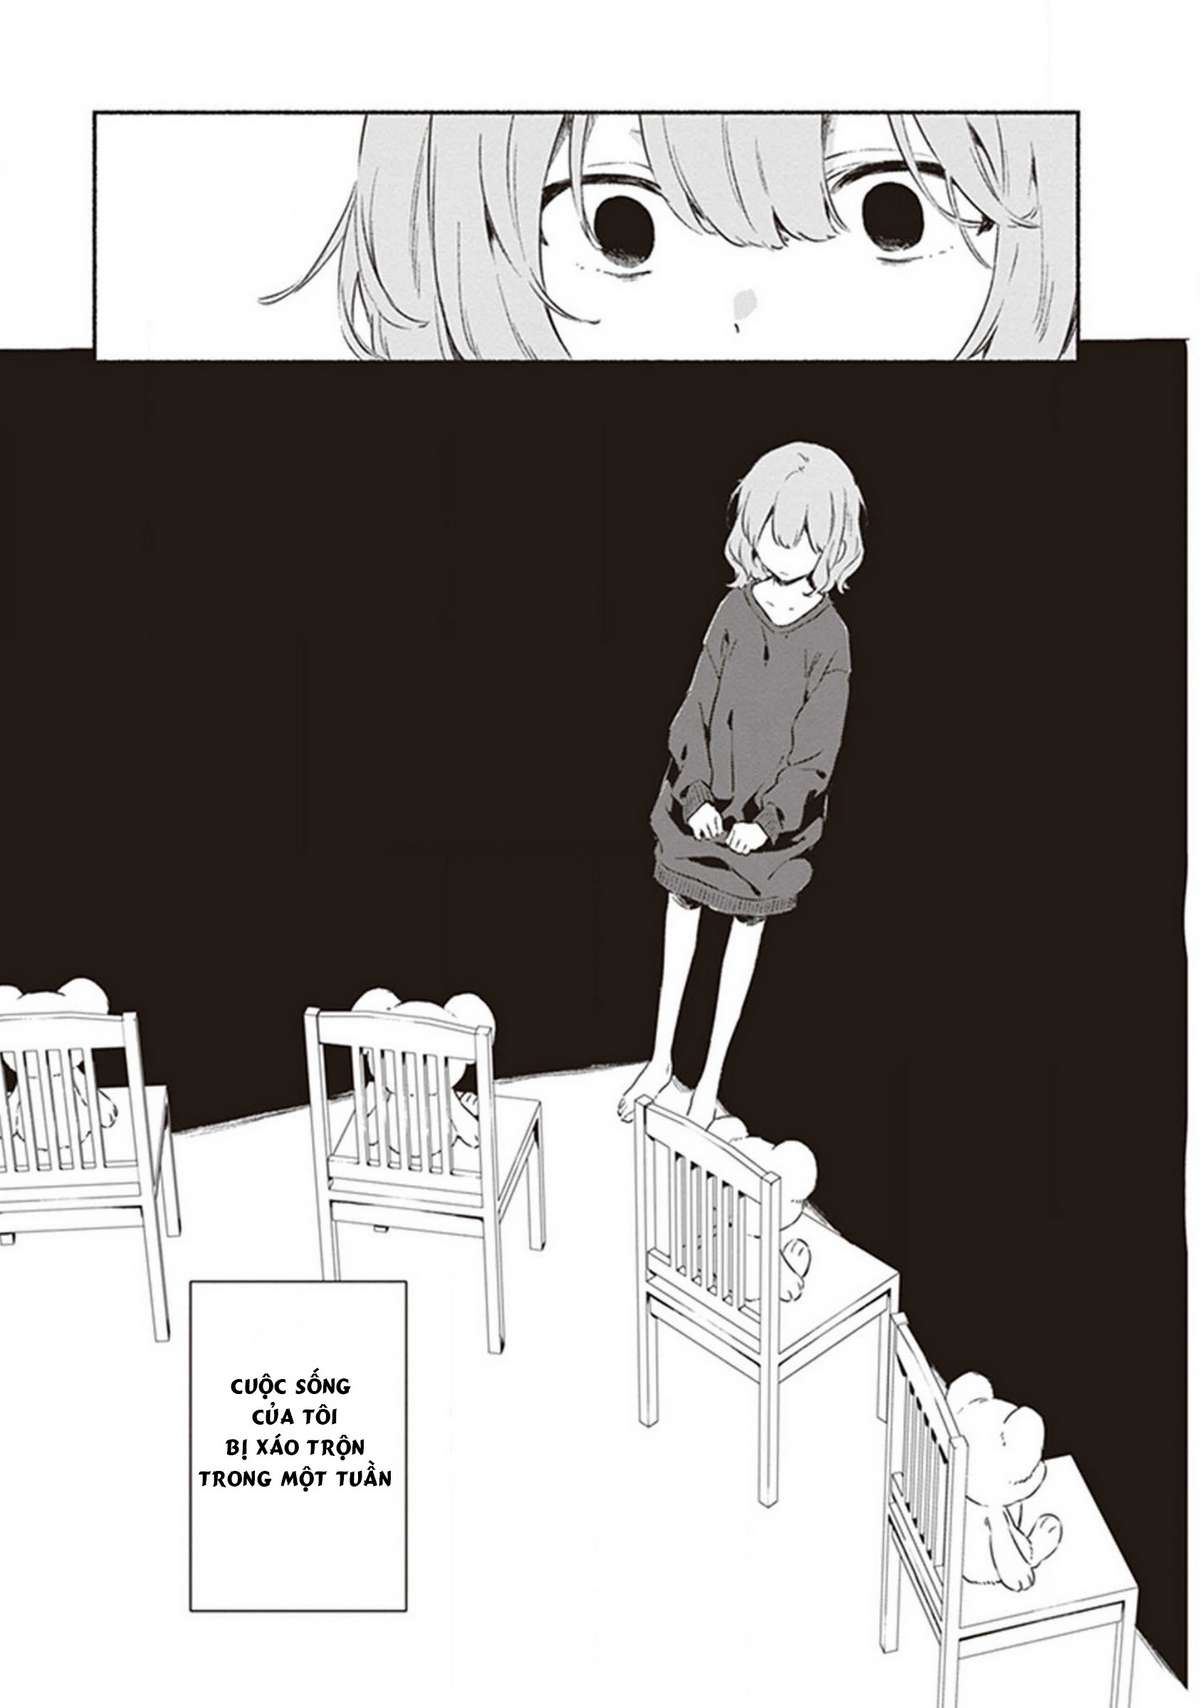 CUỘC SỐNG
CỦA TÔI
BỊ XÁO TRỘN
TRONG MỘT TUẦN